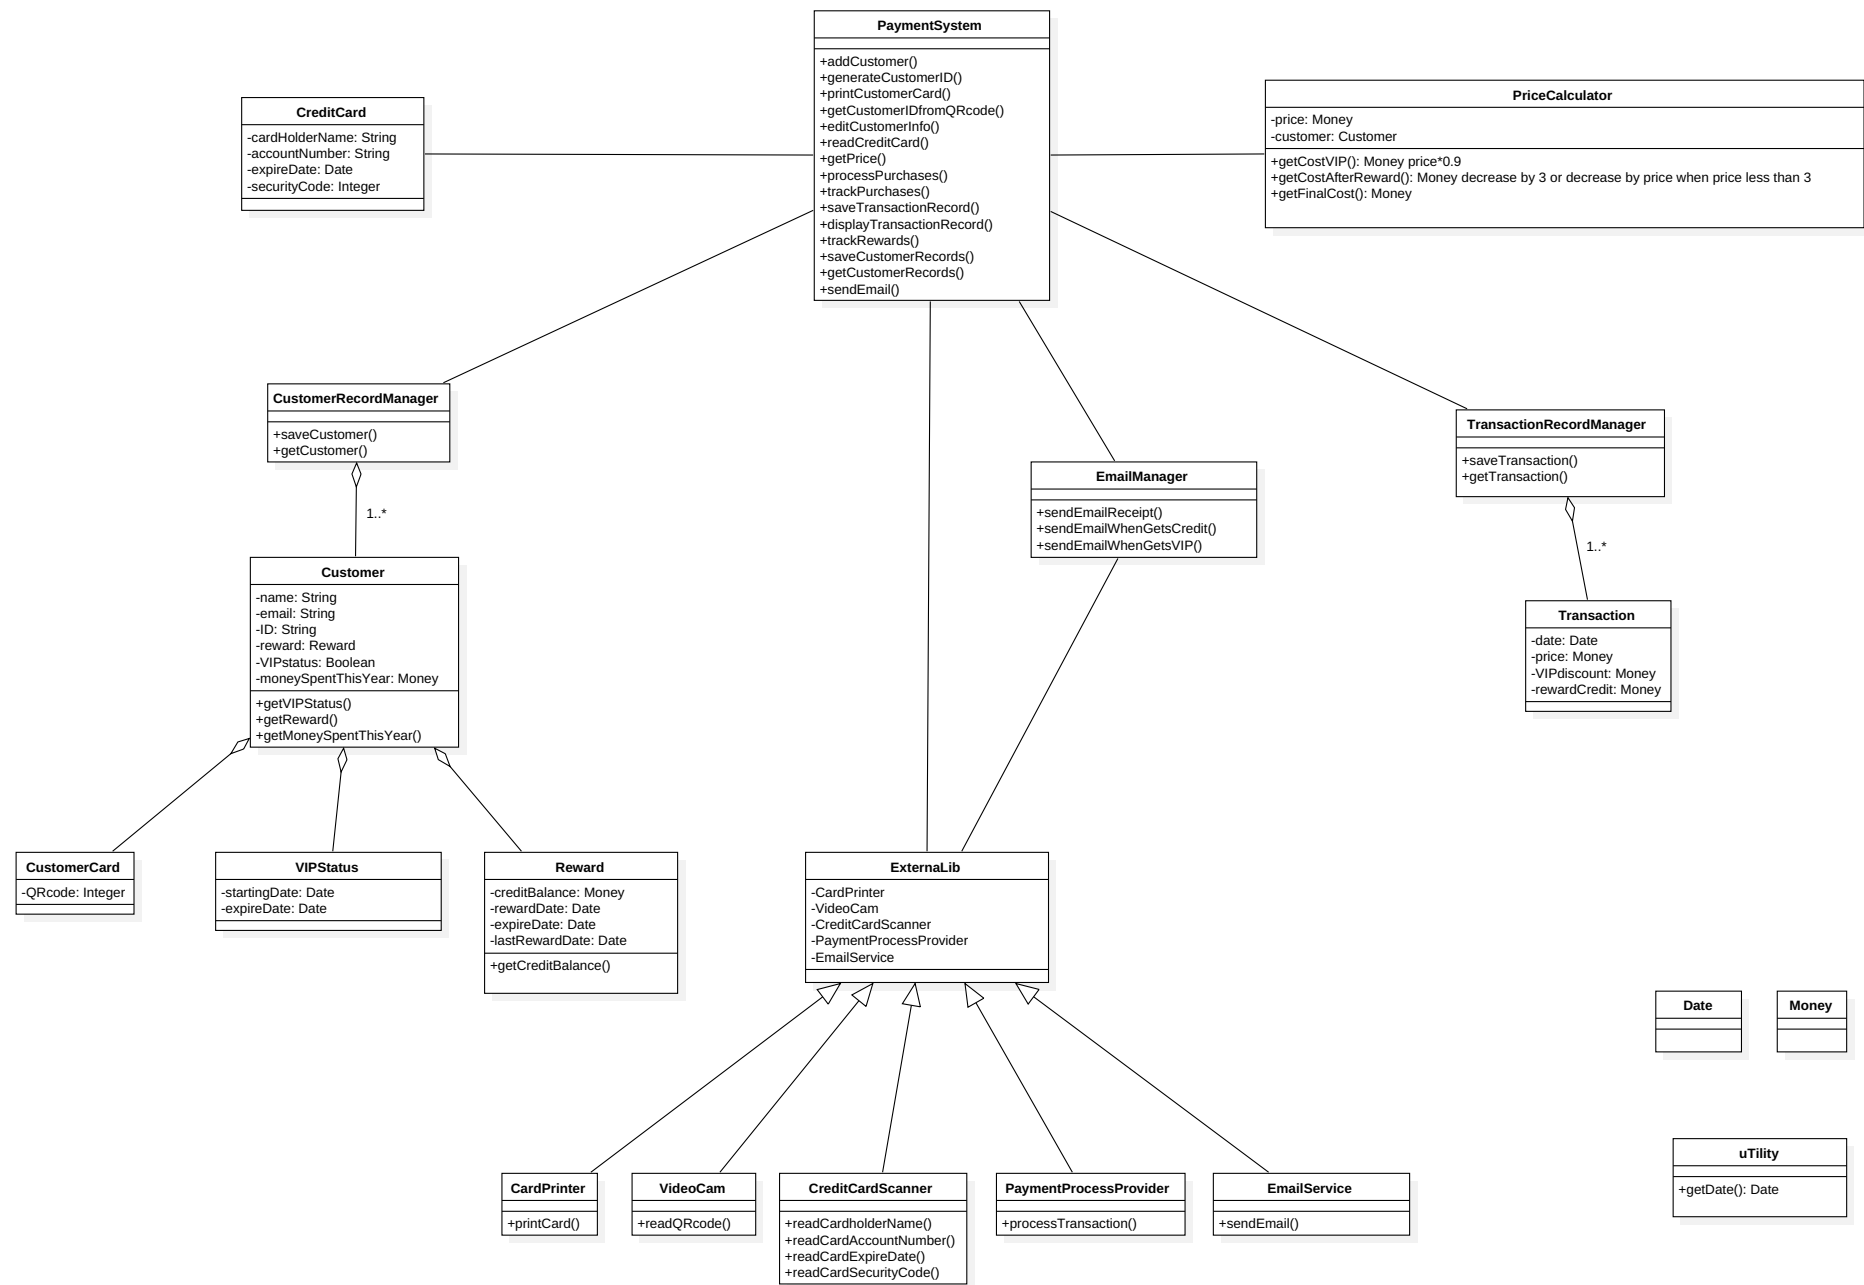 PaymentSystem
+addCustomer()
+generateCustomerID()
+printCustomerCard()
+getCustomerIDfromQRcode()
+editCustomerInfo()
+readCreditCard()
+getPrice()
+processPurchases()
+trackPurchases()
+saveTransactionRecord()
+displayTransactionRecord()
+trackRewards()
+saveCustomerRecords()
+getCustomerRecords()
+sendEmail()
CreditCard
-cardHolderName: String
-accountNumber: String
-expireDate: Date
-securityCode: Integer
PriceCalculator
-price: Money
-customer: Customer
+getCostVIP(): Money price*0.9
+getCostAfterReward(): Money decrease by 3 or decrease by price when price less than 3
+getFinalCost(): Money
CustomerRecordManager
+saveCustomer()
+getCustomer()
1..*
EmailManager
+sendEmailReceipt()
+sendEmailWhenGetsCredit()
+sendEmailWhenGetsVIP()
TransactionRecordManager
+saveTransaction()
+getTransaction()
1..*
Customer
-name: String
-email: String
-ID: String
-reward: Reward
-VIPstatus: Boolean
-moneySpentThisYear: Money
+getVIPStatus()
+getReward()
+getMoneySpentThisYear()
Transaction
-date: Date
-price: Money
-VIPdiscount: Money
-rewardCredit: Money
CustomerCard
-QRcode: Integer
VIPStatus
-startingDate: Date
-expireDate: Date
Reward
-creditBalance: Money
-rewardDate: Date
-expireDate: Date
-lastRewardDate: Date
+getCreditBalance()
ExternaLib
-CardPrinter
-VideoCam
-CreditCardScanner
-PaymentProcessProvider
-EmailService
Date
Money
CardPrinter
+printCard()
VideoCam
+readQRcode()
CreditCardScanner
+readCardholderName()
+readCardAccountNumber()
+readCardExpireDate()
+readCardSecurityCode()
PaymentProcessProvider
+processTransaction()
EmailService
+sendEmail()
uTility
+getDate(): Date